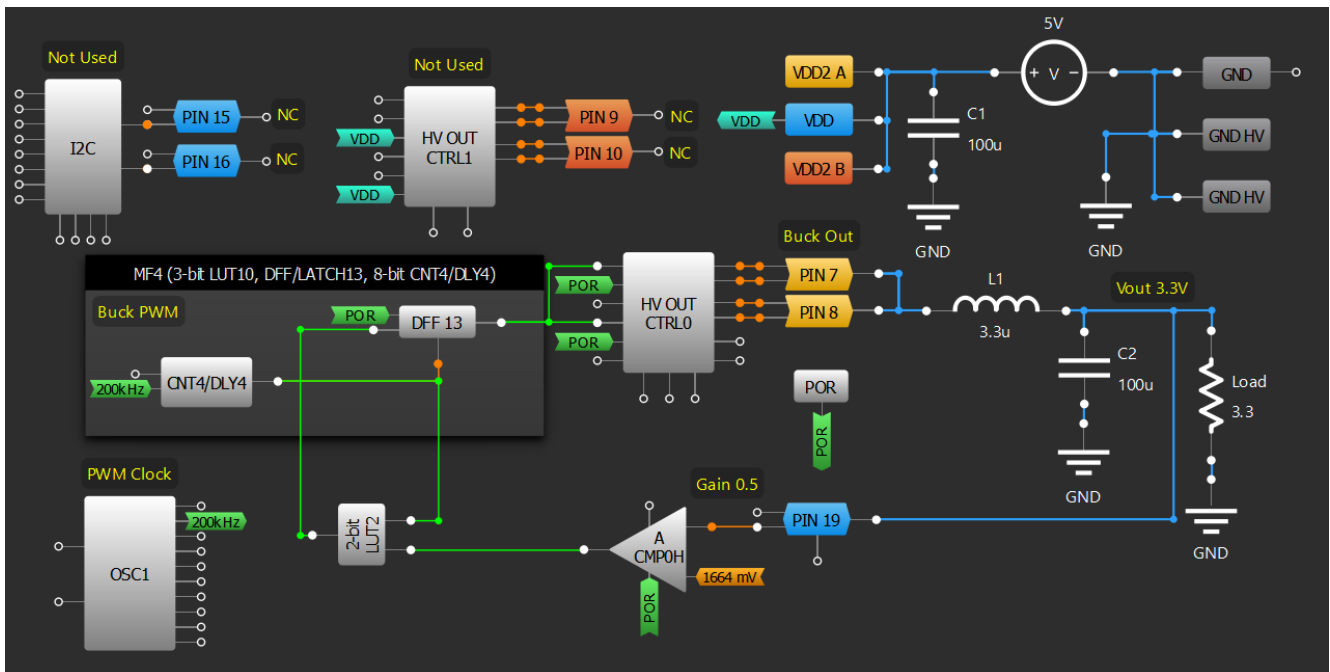 Not Used
I2C
PIN 15
NC
PIN 16
NC
Not Used
VDD
HV OUT
CTRL1
VDD
PIN 9
NC
PIN 10
NC
5V
VDD2 A
VDD
VDD
VDD2 B
C1
100u
GND
+ V −
GND
GND
GND HV
GND HV
MF4 (3-bit LUT10, DFF/LATCH13, 8-bit CNT4/DLY4)
Buck PWM
POR
DFF 13
200kHz
CNT4/DLY4
POR
POR
HV OUT
CTRL0
Buck Out
PIN 7
PIN 8
L1
3.3u
Vout 3.3V
C2
100u
GND
Load
3.3
GND
POR
POR
PWM Clock
OSC1
200kHz
2-bit
LUT2
A
CMP0H
POR
Gain 0.5
1664 mV
PIN 19